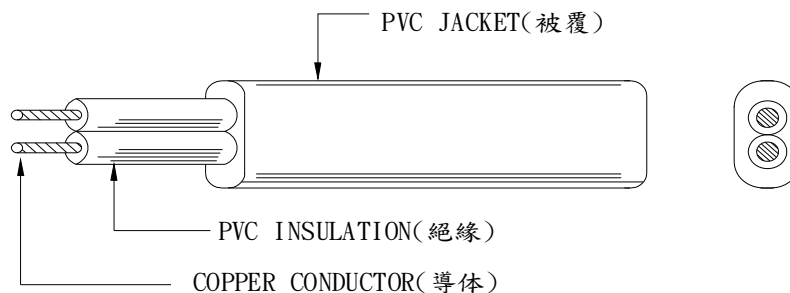 PVC JACKET(被覆)
PVC INSULATION(絕緣)
COPPER CONDUCTOR(導体)